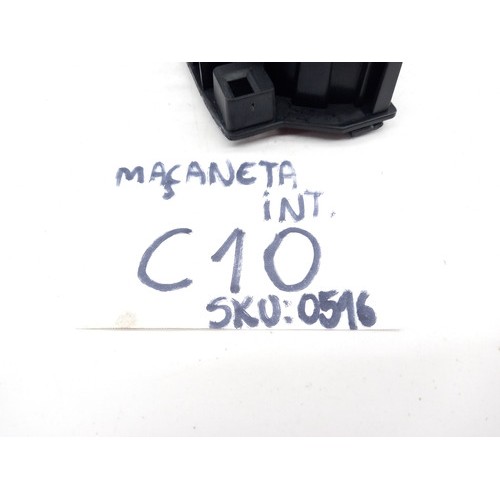 MAÇANETA
INT.
C10
SKU:0516